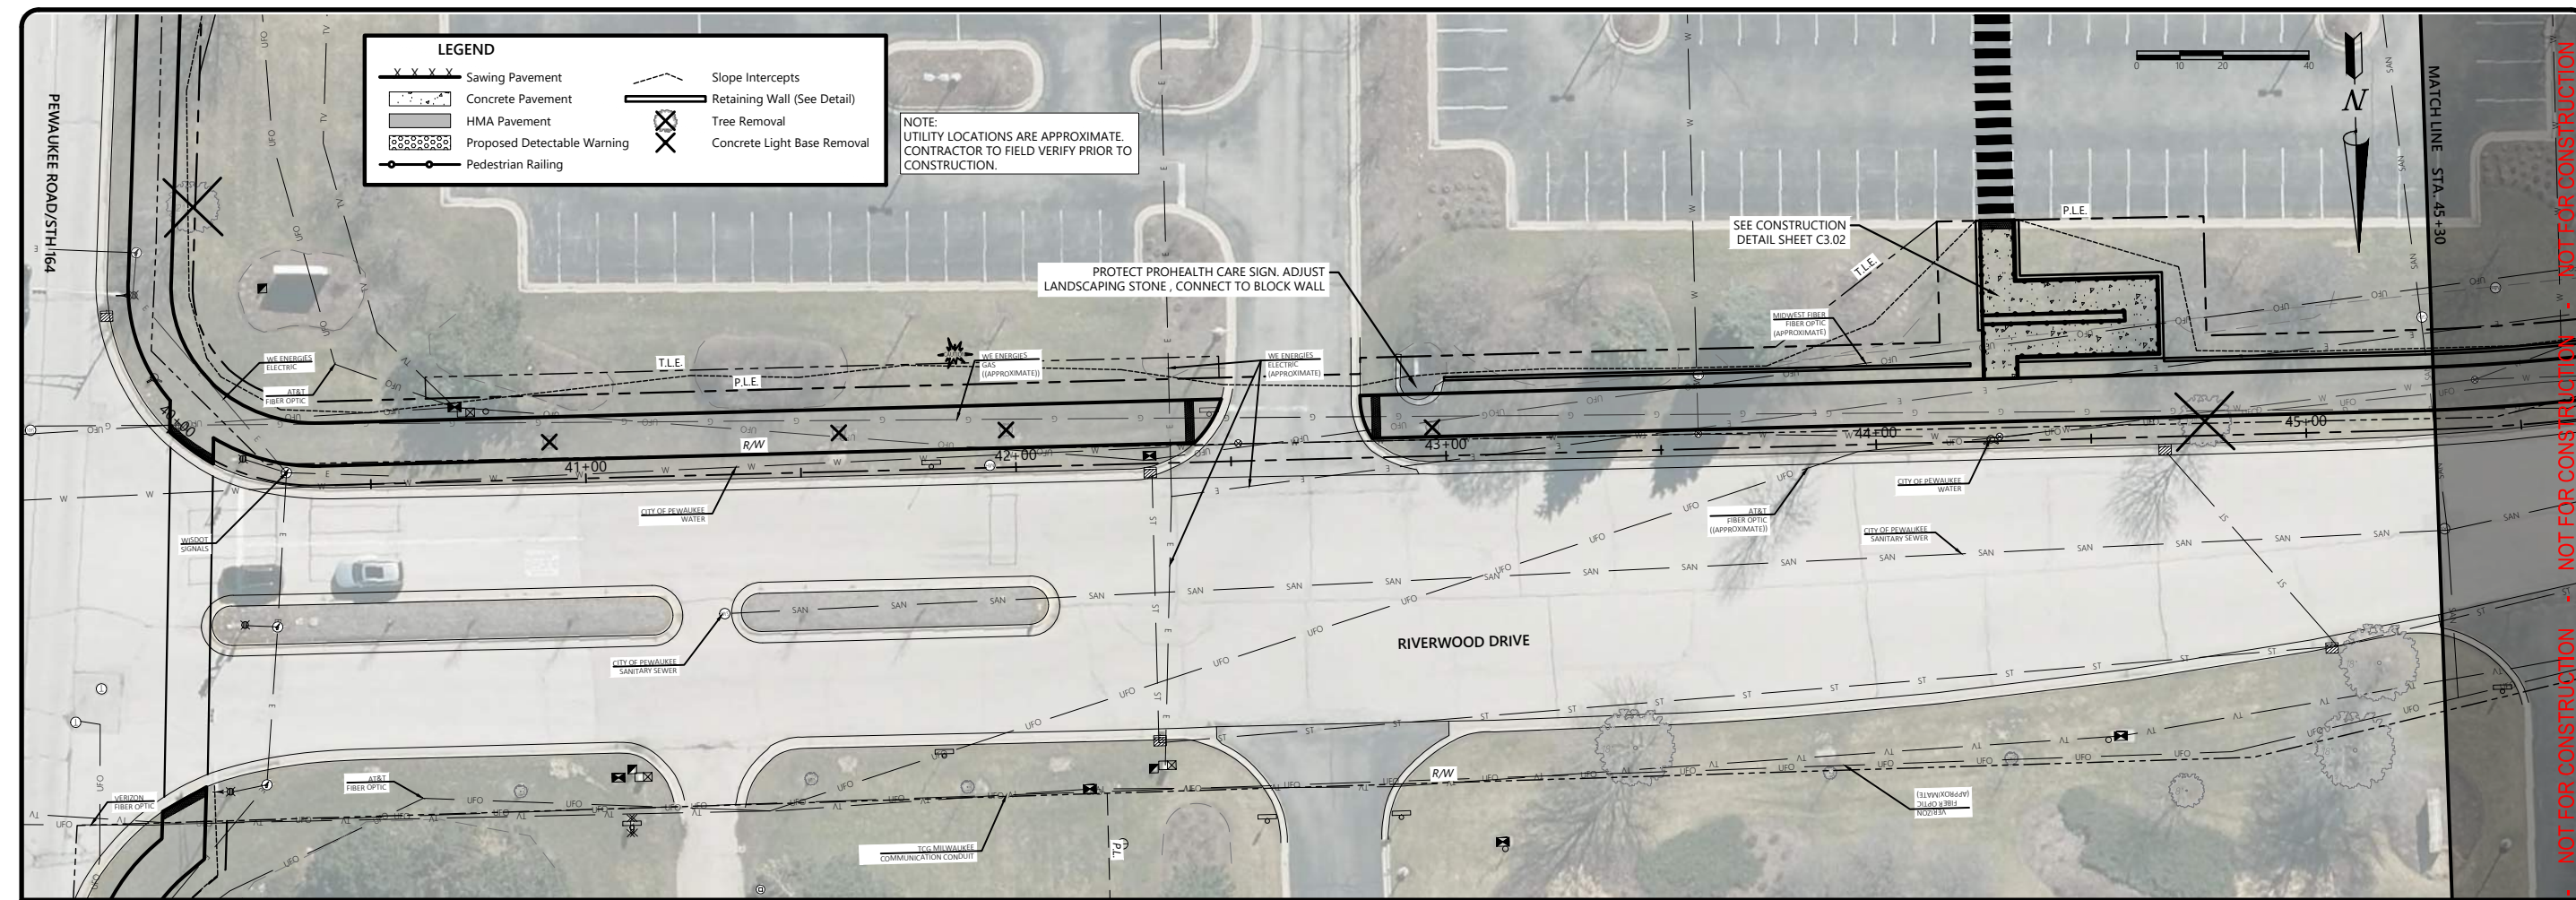 LEGEND
Sawing Pavement
Concrete Pavement
HMA Pavement
Proposed Detectable Warning
Pedestrian Railing
Slope Intercepts
Retaining Wall (See Detail)
Tree Removal
Concrete Light Base Removal
NOTE:
UTILITY LOCATIONS ARE APPROXIMATE.
CONTRACTOR TO FIELD VERIFY PRIOR TO
CONSTRUCTION.
PEWAUKEE ROAD/STH 164
0 10 20 40
N
MATCH LINE STA. 45+30
NOT FOR CONSTRUCTION - NOT FOR CONSTRUCTION - NOT FOR CONSTRUCTION -
SEE CONSTRUCTION
DETAIL SHEET C3.02
P.L.E.
T.L.E.
PROTECT PROHEALTH CARE SIGN. ADJUST
LANDSCAPING STONE , CONNECT TO BLOCK WALL
MIDWEST FIBER
FIBER OPTIC
(APPROXIMATE)
WE ENERGIES
ELECTRIC
AT&T
FIBER OPTIC
T.L.E.
P.L.E.
WE ENERGIES
GAS
((APPROXIMATE))
WE ENERGIES
ELECTRIC
(APPROXIMATE)
R/W
40+00
41+00
42+00
43+00
44+00
45+00
WISDOT
SIGNALS
CITY OF PEWAUKEE
WATER
AT&T
FIBER OPTIC
((APPROXIMATE))
CITY OF PEWAUKEE
WATER
CITY OF PEWAUKEE
SANITARY SEWER
CITY OF PEWAUKEE
SANITARY SEWER
RIVERWOOD DRIVE
VERIZON
FIBER OPTIC
AT&T
FIBER OPTIC
R/W
TCG MILWAUKEE
COMMUNICATION CONDUIT
P.L.
VERIZON
FIBER OPTIC
(APPROXIMATE)